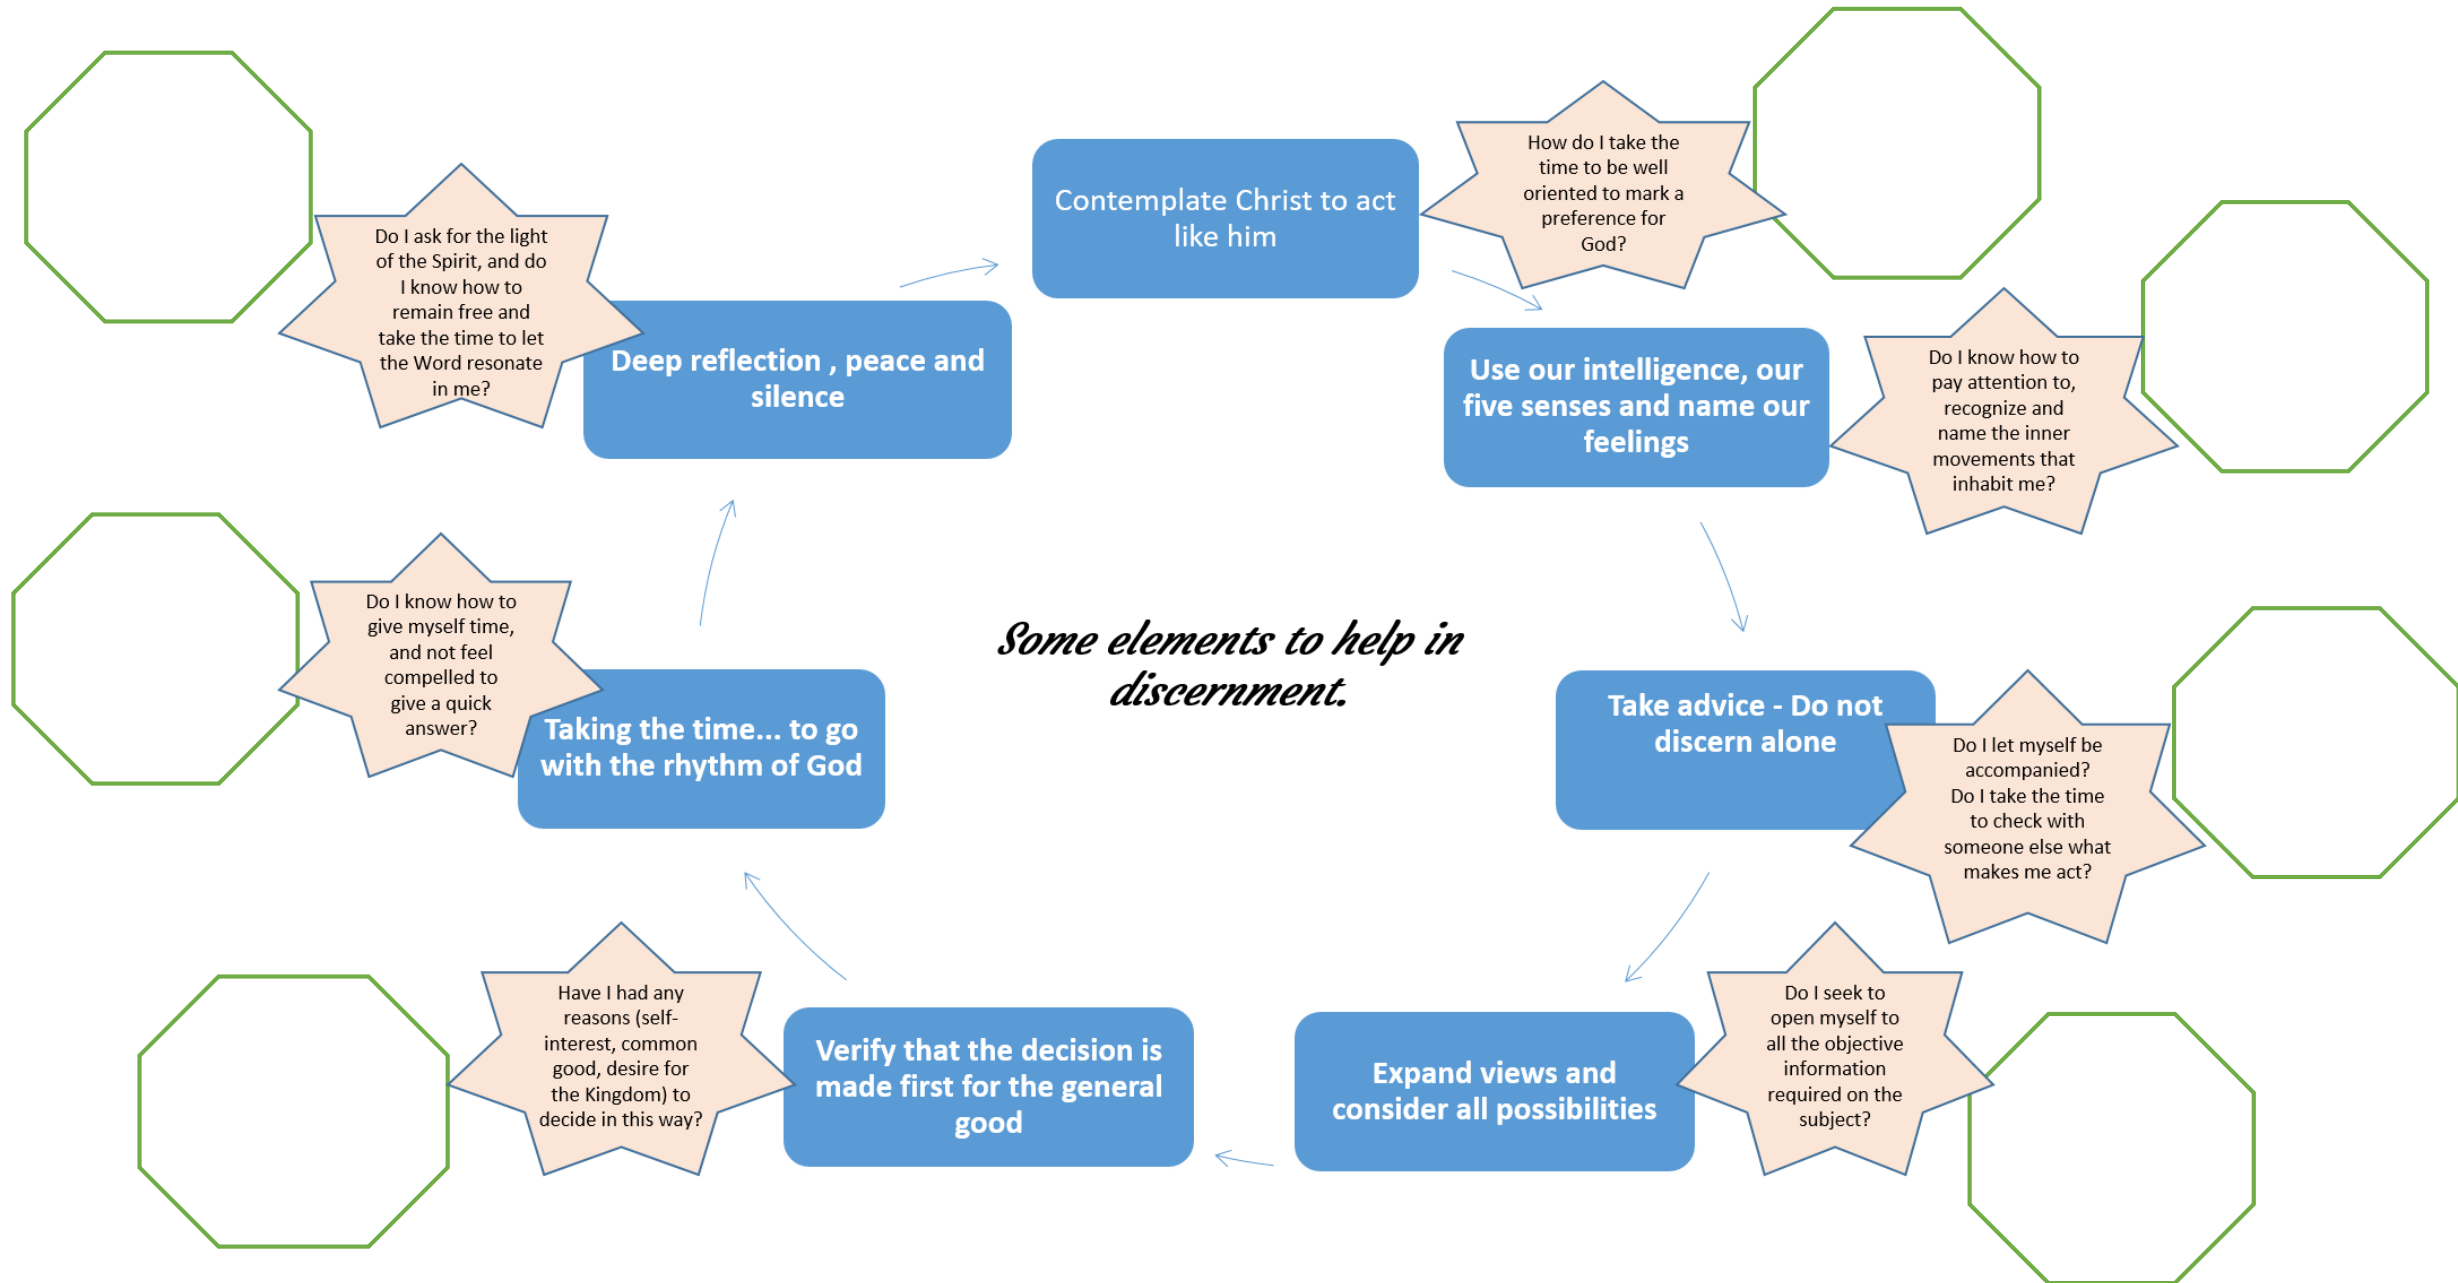 Contemplate Christ to act
like him
How do I take the
time to be well
oriented to mark a
preference for
God?
Use our intelligence, our
five senses and name our
feelings
Do I know how to
pay attention to,
recognize and
name the inner
movements that
inhabit me?
Take advice - Do not
discern alone
Do I let myself be
accompanied?
Do I take the time
to check with
someone else what
makes me act?
Expand views and
consider all possibilities
Do I seek to
open myself to
all the objective
information
required on the
subject?
Verify that the decision is
made first for the general
good
Have I had any
reasons (self-
interest, common
good, desire for
the Kingdom) to
decide in this way?
Taking the time... to go
with the rhythm of God
Do I know how to
give myself time,
and not feel
compelled to
give a quick
answer?
Deep reflection , peace and
silence
Do I ask for the light
of the Spirit, and do
I know how to
remain free and
take the time to let
the Word resonate
in me?
Some elements to help in
discernment.